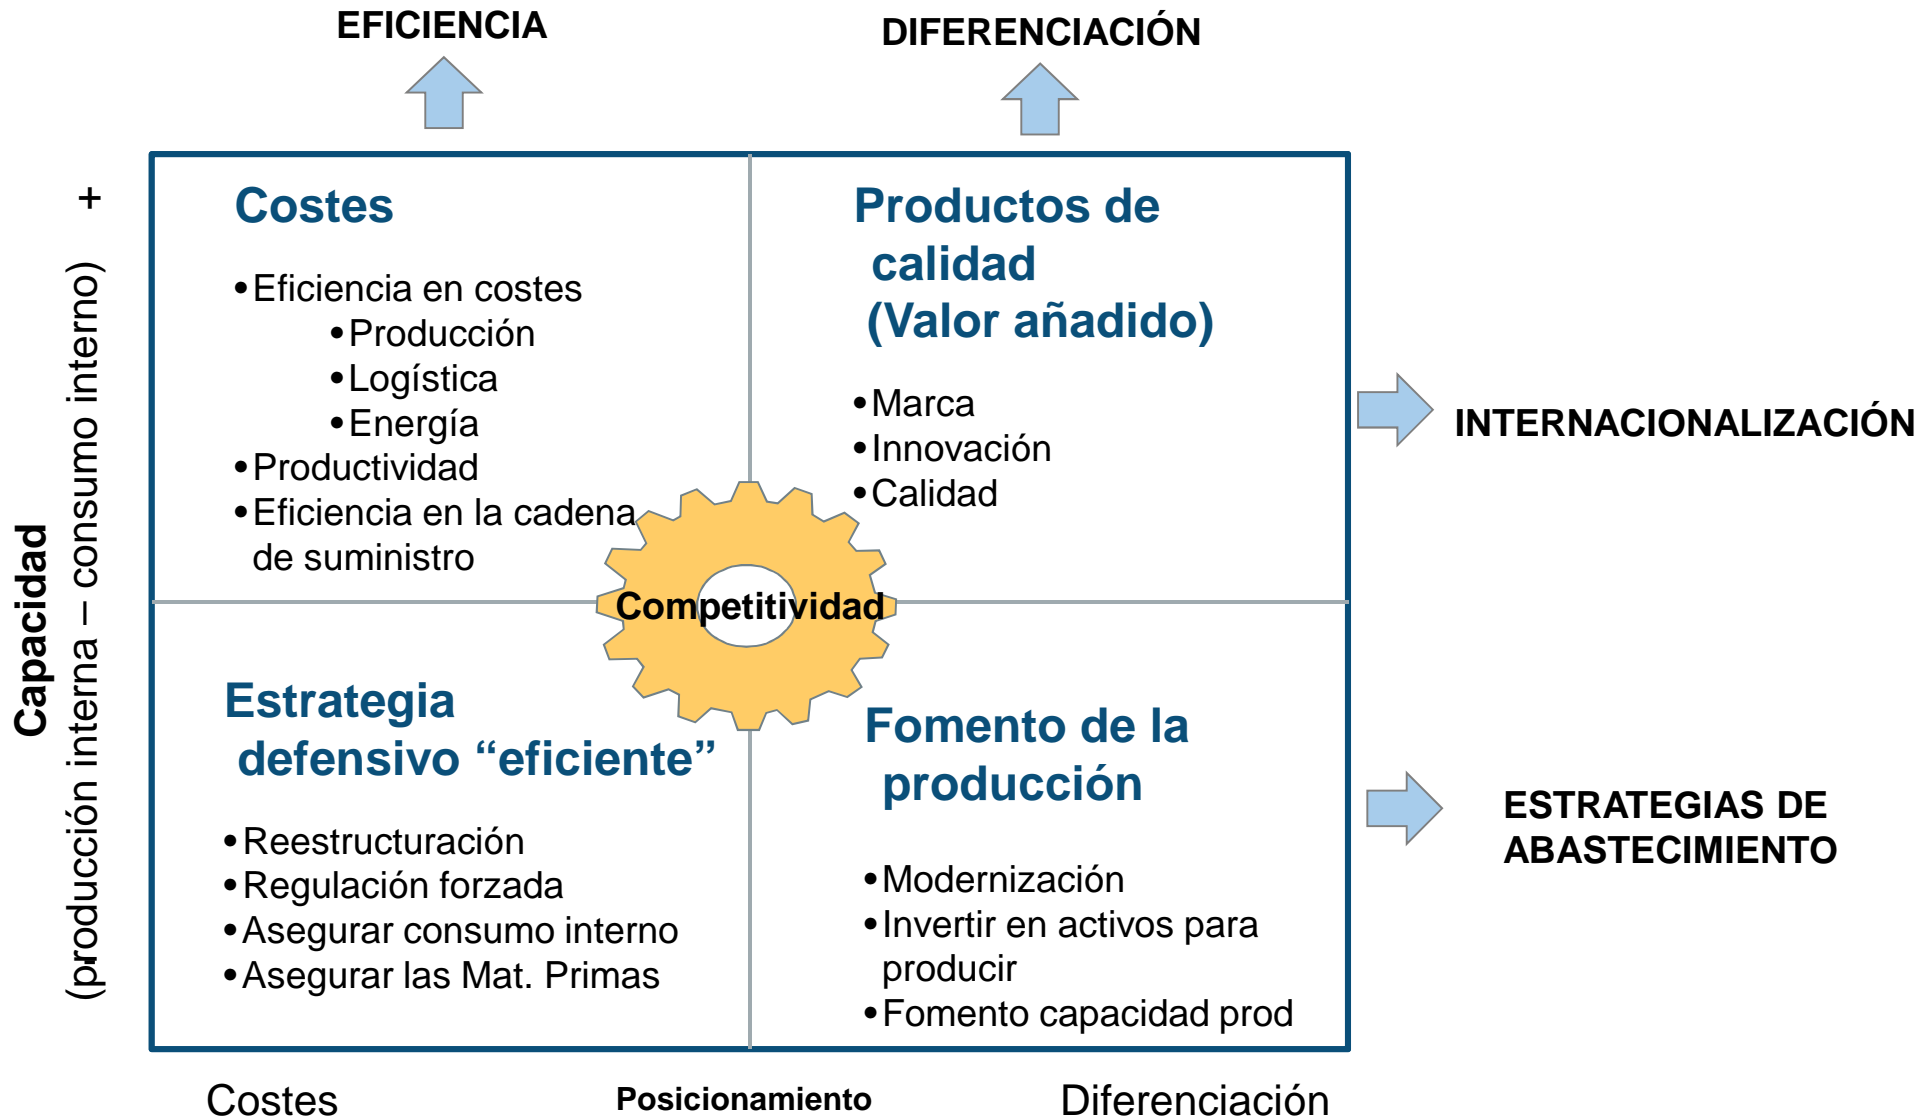 EFICIENCIA
DIFERENCIACIÓN
Capacidad
(producción interna – consumo interno)
+
-
Costes
•Eficiencia en costes
•Producción
•Logística
•Energía
•Productividad
•Eficiencia en la cadena
de suministro
Productos de
calidad
(Valor añadido)
•Marca
•Innovación
•Calidad
INTERNACIONALIZACIÓN
Competitividad
Estrategia
defensivo “eficiente”
•Reestructuración
•Regulación forzada
•Asegurar consumo interno
•Asegurar las Mat. Primas
Fomento de la
producción
•Modernización
•Invertir en activos para
producir
•Fomento capacidad prod
ESTRATEGIAS DE
ABASTECIMIENTO
Costes
Posicionamiento
Diferenciación